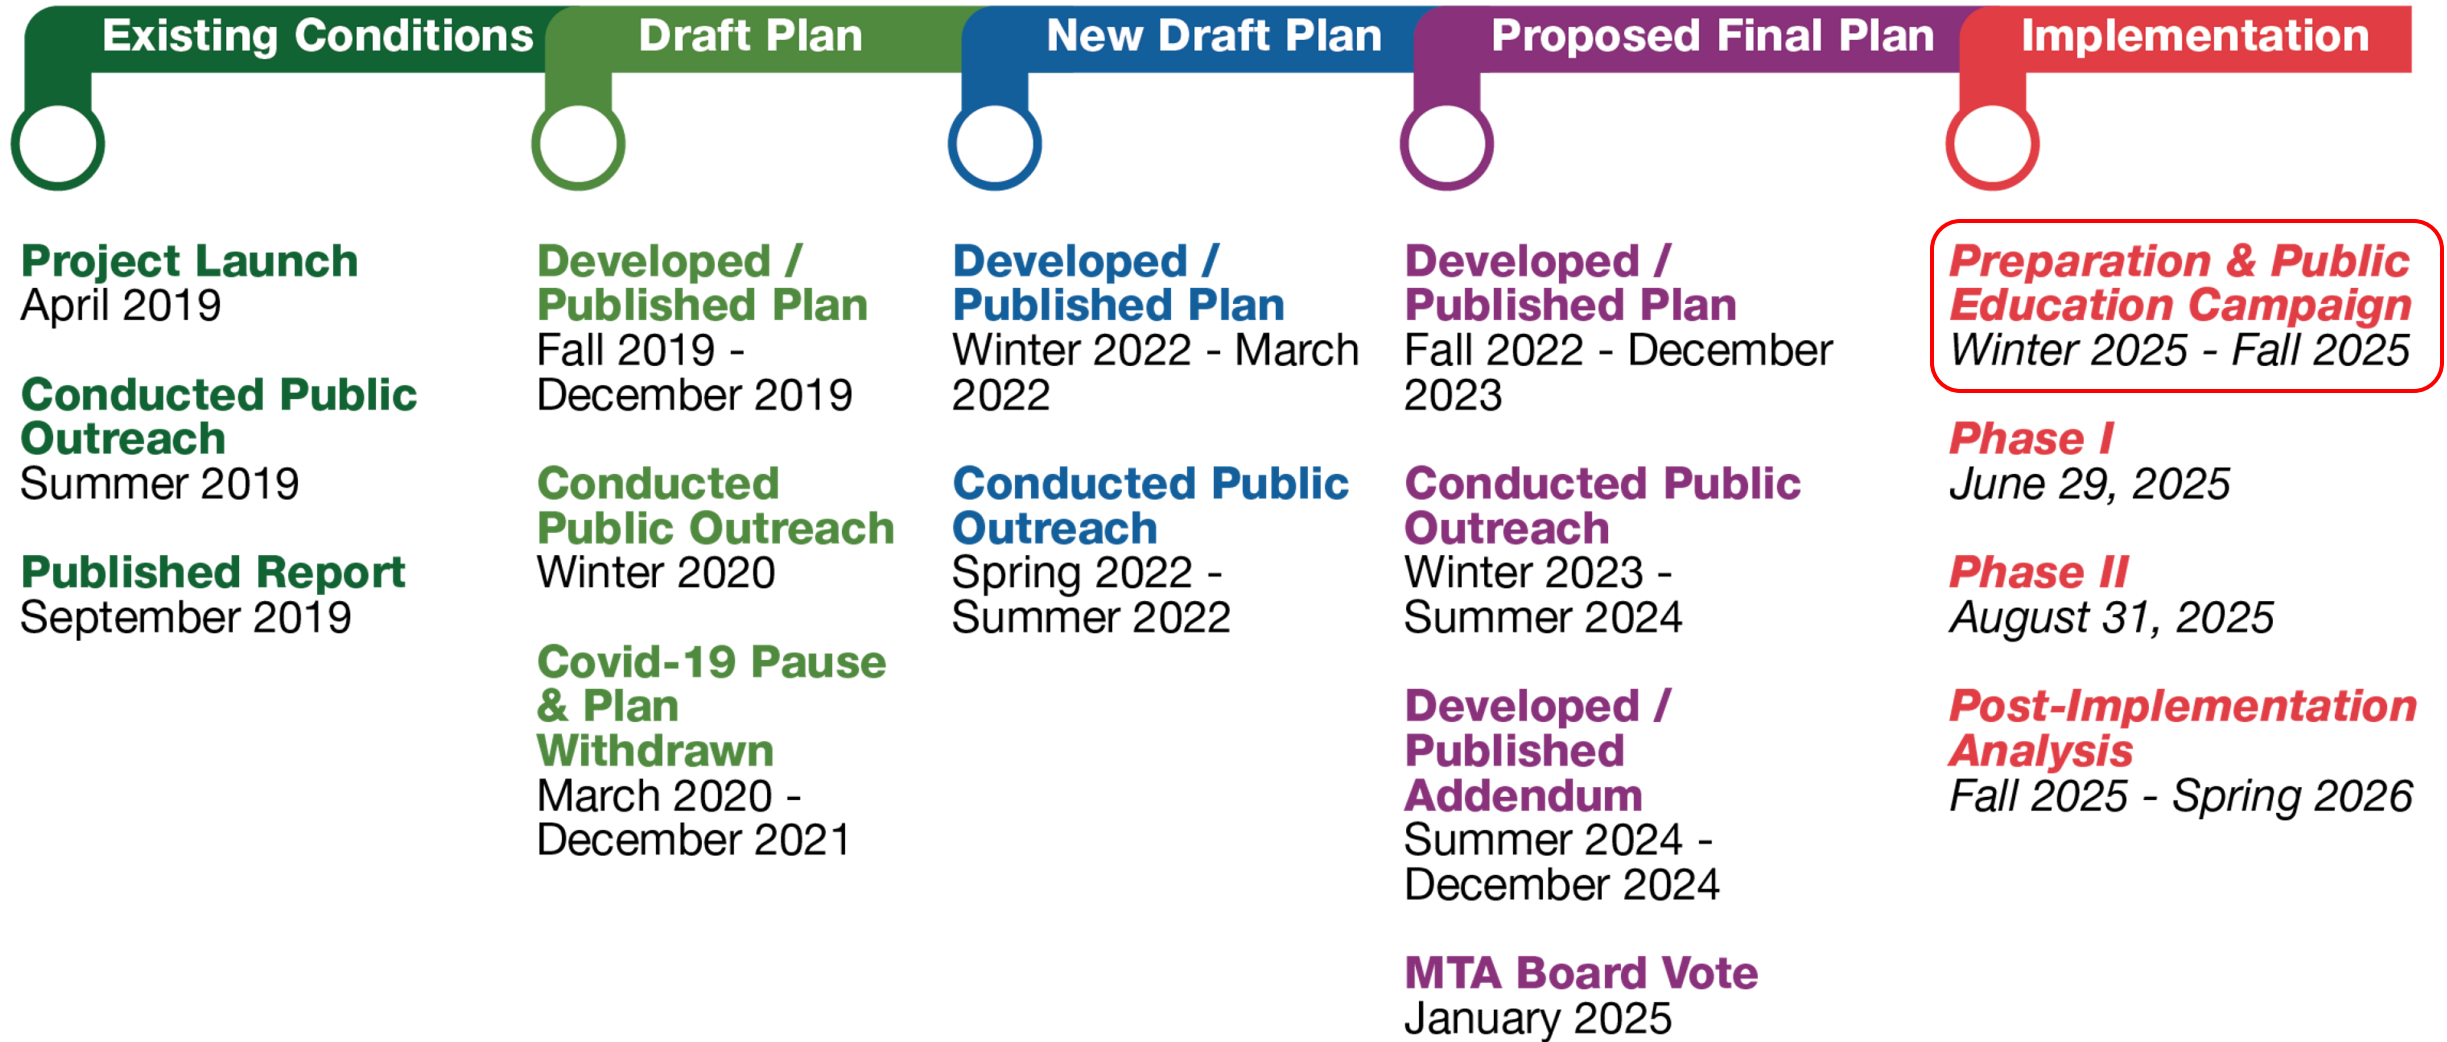 Existing Conditions
Draft Plan
New Draft Plan
Proposed Final Plan
Implementation
Project Launch
April 2019
Conducted Public
Outreach
Summer 2019
Published Report
September 2019
Developed /
Published Plan
Fall 2019 -
December 2019
Conducted
Public Outreach
Winter 2020
Covid-19 Pause
& Plan
Withdrawn
March 2020 -
December 2021
Developed /
Published Plan
Winter 2022 - March
2022
Conducted Public
Outreach
Spring 2022 -
Summer 2022
Developed /
Published Plan
Fall 2022 - December
2023
Conducted Public
Outreach
Winter 2023 -
Summer 2024
Developed /
Published
Addendum
Summer 2024 -
December 2024
MTA Board Vote
January 2025
Preparation & Public
Education Campaign
Winter 2025 - Fall 2025
Phase I
June 29, 2025
Phase II
August 31, 2025
Post-Implementation
Analysis
Fall 2025 - Spring 2026